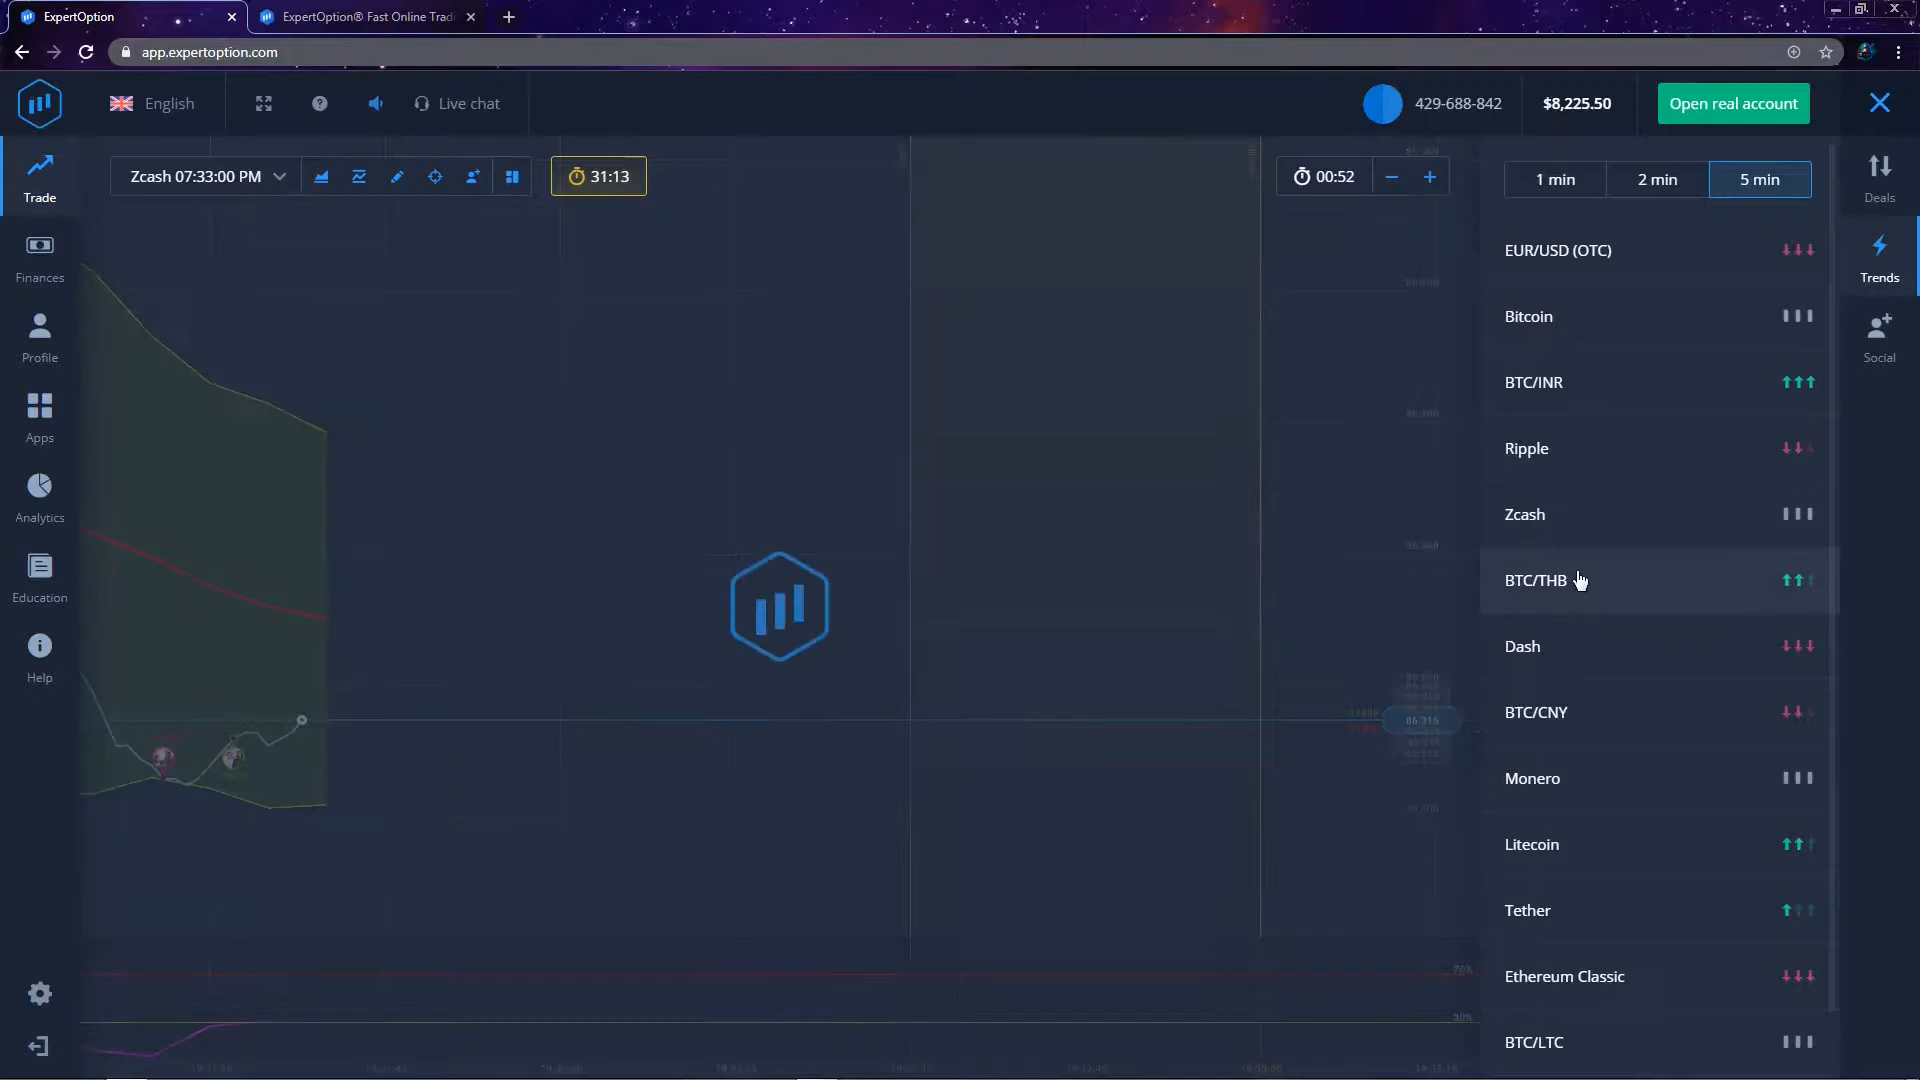 ExpertOption
ExpertOption® Fast Online Tradi
app.expertoption.com
English
Live chat
429-688-842
$8,225.50
Open real account
Trade
Finances
Profile
Apps
Analytics
Education
Help
Zcash 07:33:00 PM
31:13
00:52
1 min
2 min
5 min
EUR/USD (OTC)
Bitcoin
BTC/INR
Ripple
Zcash
BTC/THB
Dash
BTC/CNY
Monero
Litecoin
Tether
Ethereum Classic
BTC/LTC
Deals
Trends
Social
70%
30%